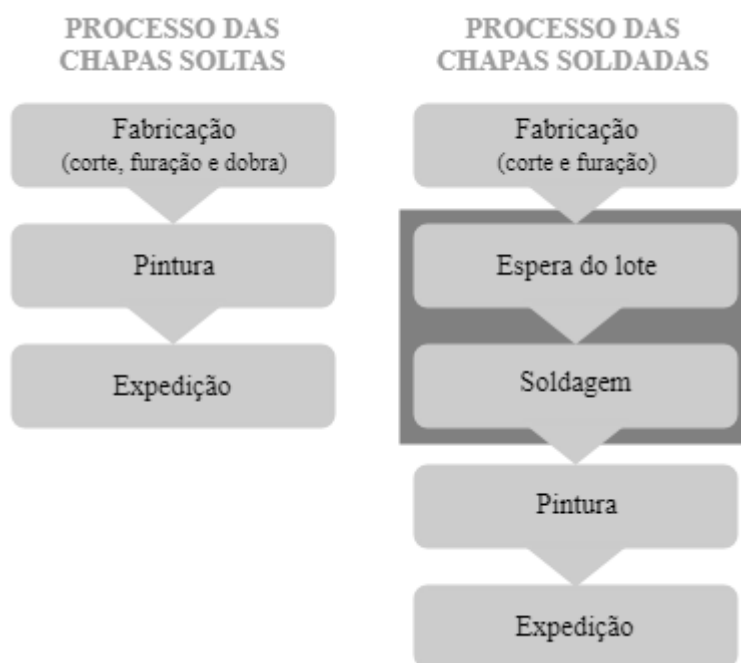 PROCESSO DAS
CHAPAS SOLTAS
Fabricação
(corte, furação e dobra)
Pintura
Expedição
PROCESSO DAS
CHAPAS SOLDADAS
Fabricação
(corte e furação)
Espera do lote
Soldagem
Pintura
Expedição